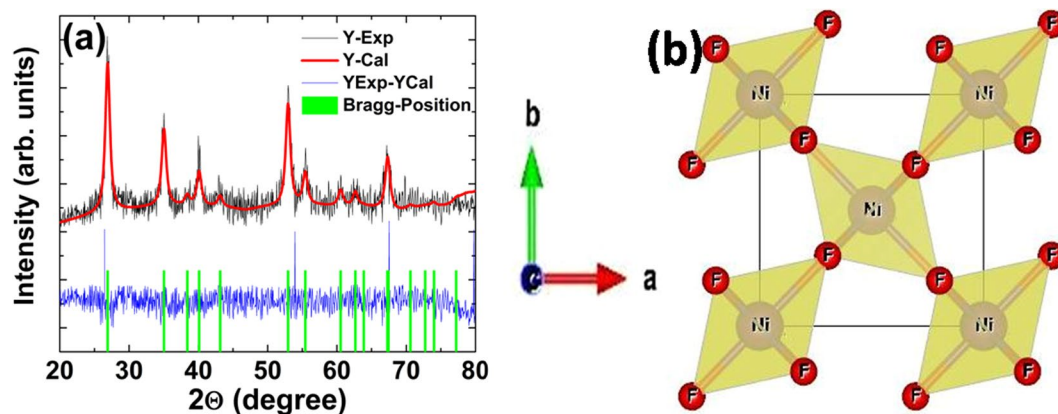 (a)
Y-Exp
Y-Cal
YExp-YCal
Bragg-Position
Intensity (arb. units)
20 30 40 50 60 70 80
2Θ (degree)
b
a
c
(b)
F F
F F
Ni Ni
F F
F F
F F
Ni
F F
F F
F F
Ni Ni
F F
F F